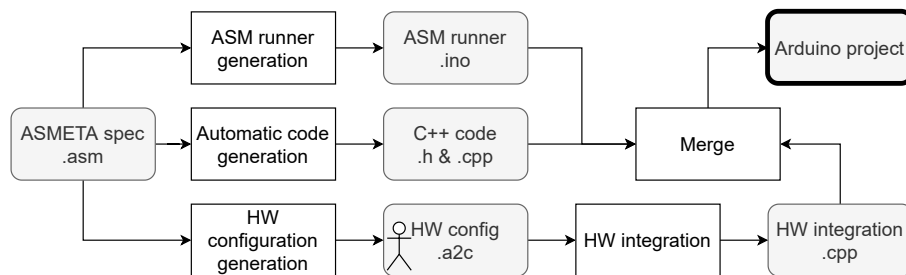 ASM runner
generation
ASM runner
.ino
Arduino project
ASMETA spec
.asm
Automatic code
generation
C++ code
.h & .cpp
Merge
HW
configuration
generation
HW config
.a2c
HW integration
HW integration
.cpp